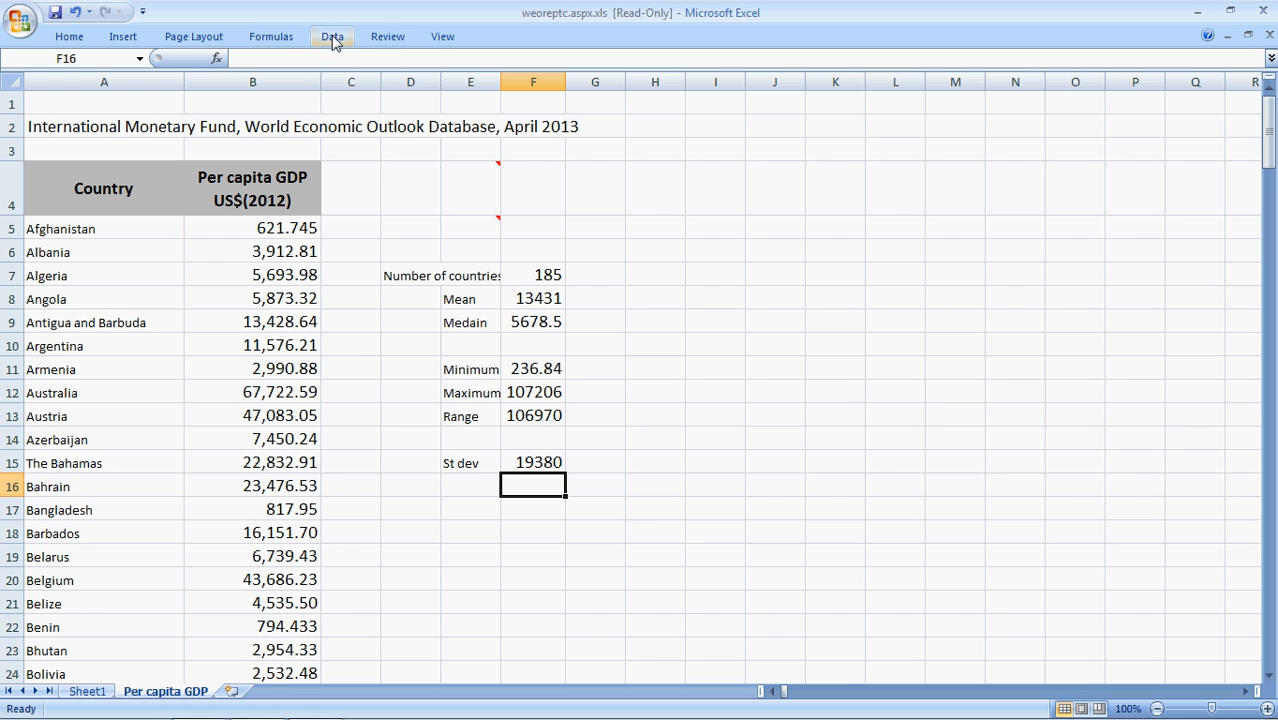 weoreptc.aspx.xls [Read-Only] - Microsoft Excel
Home Insert Page Layout Formulas Data Review View
F16 fx
A B C D E F G H I J K L M N O P Q R
1
2 International Monetary Fund, World Economic Outlook Database, April 2013
3
4 Country Per capita GDP
US$(2012)
5 Afghanistan 621.745
6 Albania 3,912.81
7 Algeria 5,693.98 Number of countries 185
8 Angola 5,873.32 Mean 13431
9 Antigua and Barbuda 13,428.64 Medain 5678.5
10 Argentina 11,576.21
11 Armenia 2,990.88 Minimum 236.84
12 Australia 67,722.59 Maximum 107206
13 Austria 47,083.05 Range 106970
14 Azerbaijan 7,450.24
15 The Bahamas 22,832.91 St dev 19380
16 Bahrain 23,476.53
17 Bangladesh 817.95
18 Barbados 16,151.70
19 Belarus 6,739.43
20 Belgium 43,686.23
21 Belize 4,535.50
22 Benin 794.433
23 Bhutan 2,954.33
24 Bolivia 2,532.48
Sheet1 Per capita GDP
Ready 100%